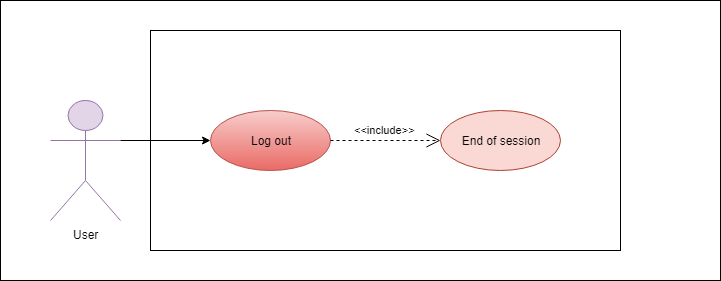 <<include>>
Log out
End of session
User